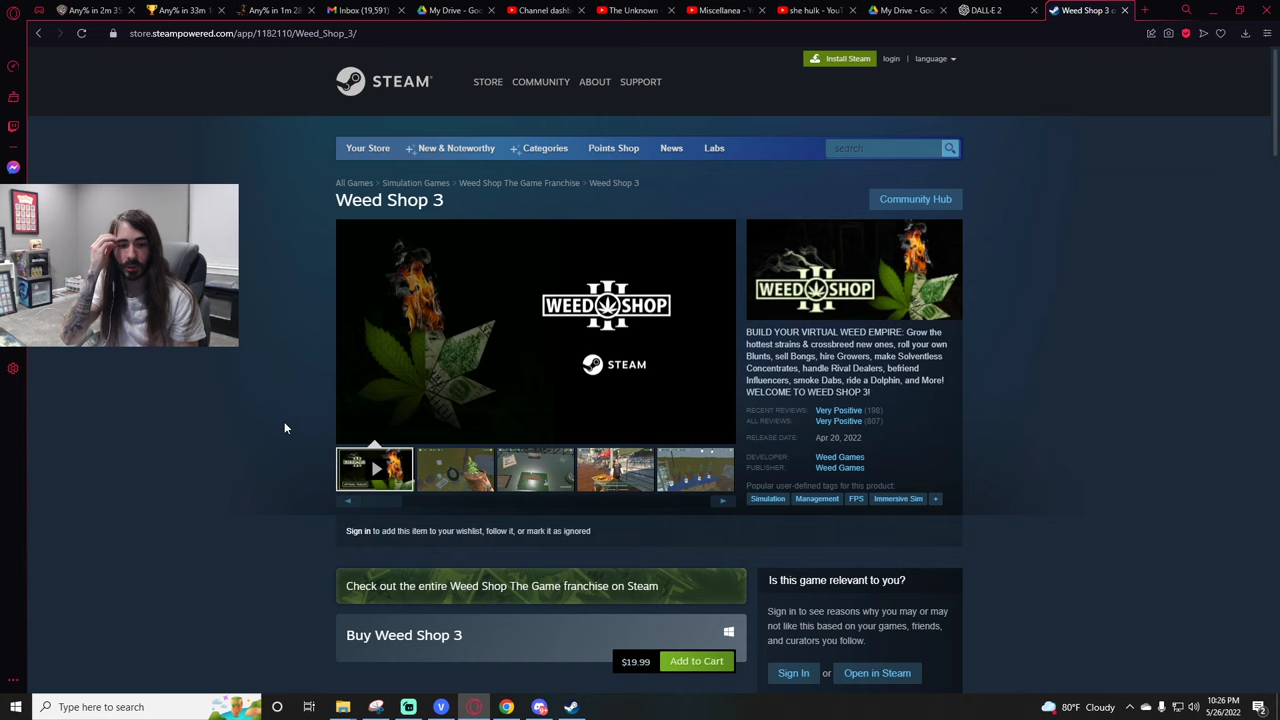 Any% in 2m 35
Any% in 33m 1
Any% in 1m 28
Mailbox (19,591)
My Drive - Goo
Channel dashbo
The Unknown
Miscellaneous
she - YouT
My Drive - Goo
DALL·E 2
Weed Shop 3 o
store.steampowered.com/app/1182110/Weed_Shop_3/
Install Steam
login | language
STEAM®
STORE COMMUNITY ABOUT SUPPORT
Your Store New & Noteworthy Categories Points Shop News Labs
search
All Games > Simulation Games > Weed Shop The Game Franchise > Weed Shop 3
Weed Shop 3
Community Hub
WEED SHOP
III
STEAM
WEED SHOP
III
BUILD YOUR VIRTUAL WEED EMPIRE: Grow the
hottest strains & crossbreed new ones, roll your own
Blunts, sell Bongs, hire Growers, make Solventless
Concentrates, handle Rival Dealers, befriend
Influencers, smoke Dabs, ride a Dolphin, and More!
WELCOME TO WEED SHOP 3!
RECENT REVIEWS: Very Positive (198)
ALL REVIEWS: Very Positive (807)
RELEASE DATE: Apr 20, 2022
DEVELOPER: Weed Games
PUBLISHER: Weed Games
Popular user-defined tags for this product:
Simulation Management FPS Immersive Sim +
Sign in to add this item to your wishlist, follow it, or mark it as ignored
Check out the entire Weed Shop The Game franchise on Steam
Buy Weed Shop 3
$19.99 Add to Cart
Is this game relevant to you?
Sign in to see reasons why you may or may
not like this based on your games, friends,
and curators you follow.
Sign In or Open in Steam
Type here to search
80°F Cloudy
10:26 PM
5/26/2022